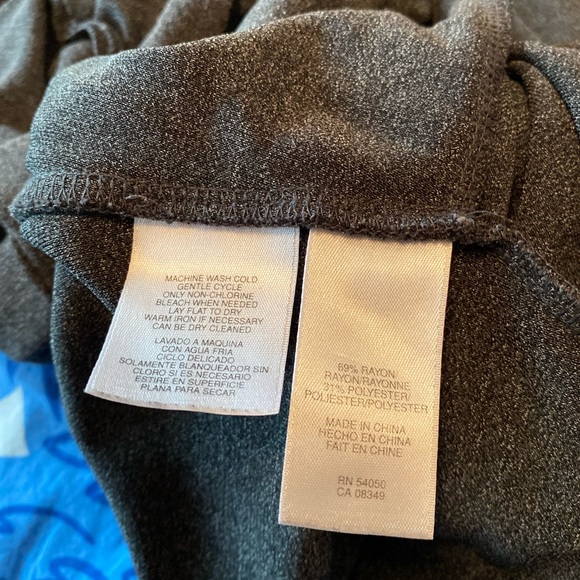 MACHINE WASH COLD
GENTLE CYCLE
ONLY NON-CHLORINE
BLEACH WHEN NEEDED
LAY FLAT TO DRY
WARM IRON IF NECESSARY
CAN BE DRY CLEANED
LAVADO A MAQUINA
CON AGUA FRIA
CICLO DELICADO
SOLAMENTE BLANQUEADOR SIN
CLORO SI ES NECESARIO
ESTIRE EN SUPERFICIE
PLANA PARA SECAR
69% RAYON
RAYON/RAYONNE
31% POLYESTER/
POLIESTER/POLYESTER
MADE IN CHINA
HECHO EN CHINA
FAIT EN CHINE
RN 54050
CA 08349